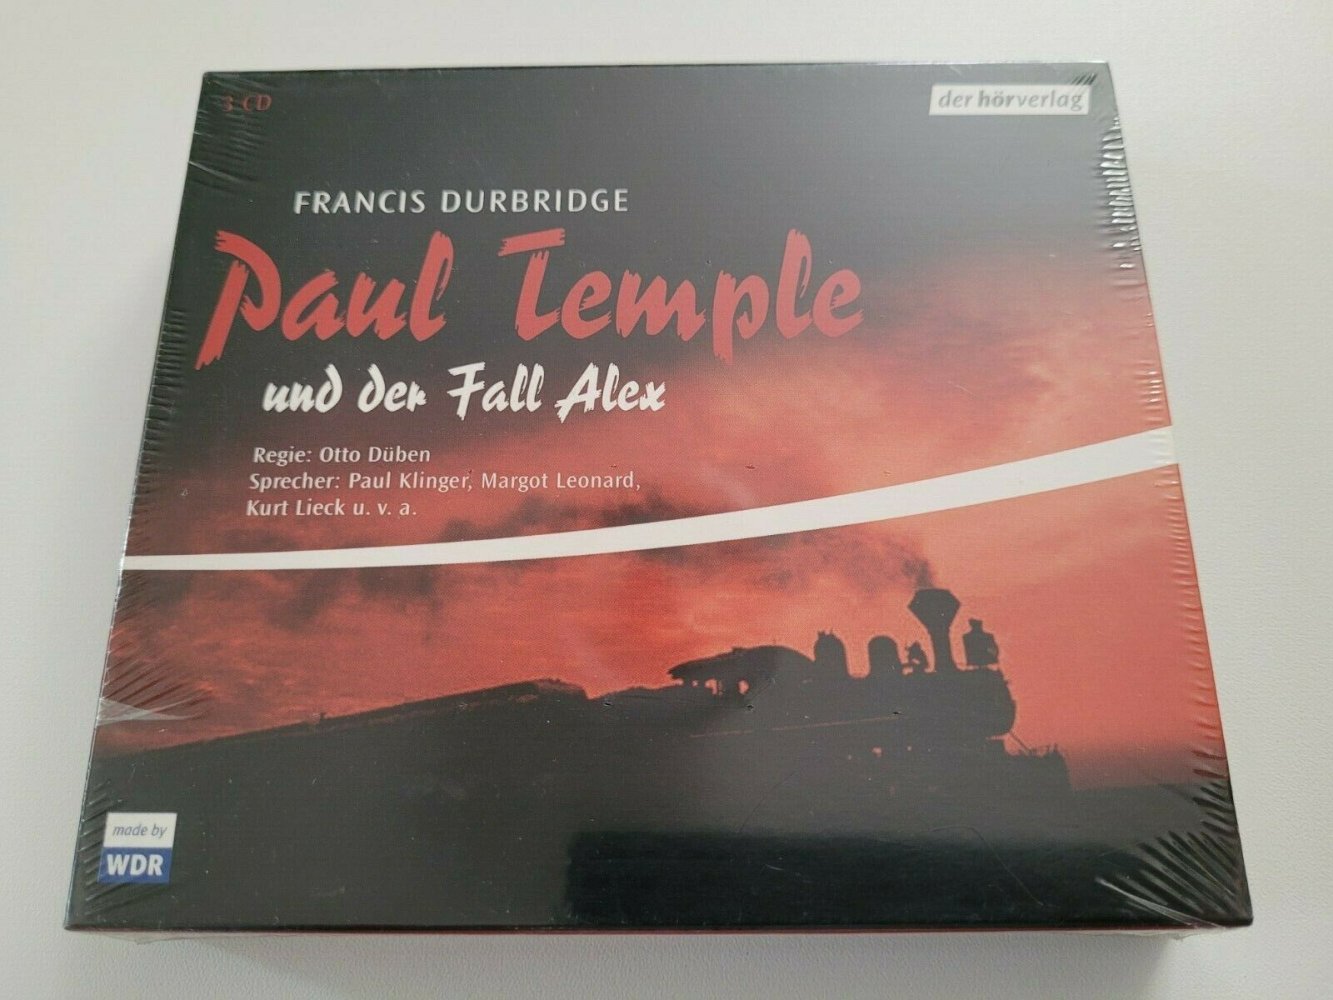 3 CD
der hörverlag
FRANCIS DURBRIDGE
Paul Temple
und der Fall Alex
Regie: Otto Düben
Sprecher: Paul Klinger, Margot Leonard,
Kurt Lieck u. v. a.
made by
WDR